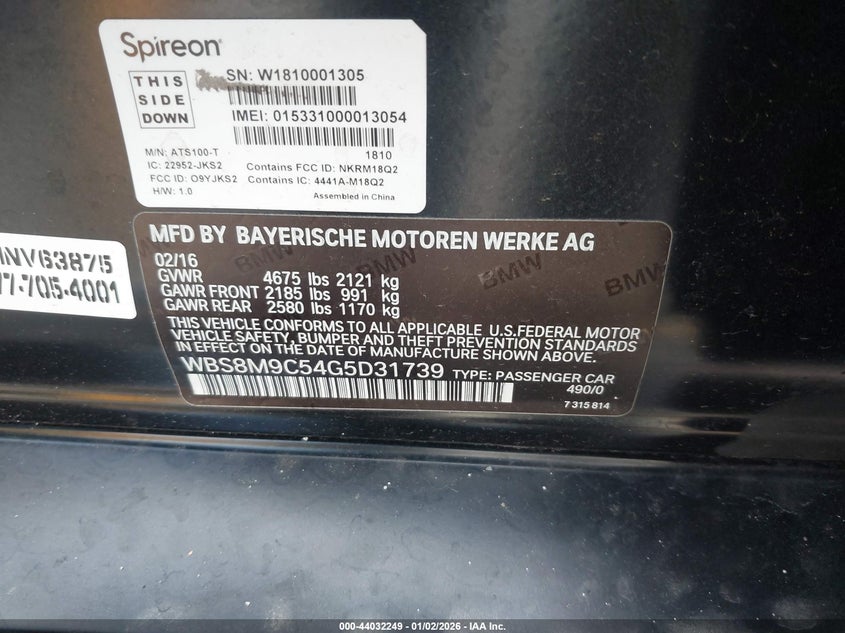 Spireon
THIS
SIDE
DOWN
SN: W1810001305
IMEI: 015331000013054
1810
M/N: ATS100-T
IC: 22952-JKS2
FCC ID: O9YJKS2
H/W: 1.0
Contains FCC ID: NKRM18Q2
Contains IC: 4441A-M18Q2
Assembled in China
NV63875
7-705-4001
MFD BY BAYERISCHE MOTOREN WERKE AG
02/16
GVWR 4675 lbs 2121 kg
GAWR FRONT 2185 lbs 991 kg
GAWR REAR 2580 lbs 1170 kg
THIS VEHICLE CONFORMS TO ALL APPLICABLE U.S.FEDERAL MOTOR
VEHICLE SAFETY, BUMPER AND THEFT PREVENTION STANDARDS
IN EFFECT ON THE DATE OF MANUFACTURE SHOWN ABOVE.
WBS8M9C54G5D31739 TYPE: PASSENGER CAR
490/0
7 315 814
BMW
BMW
BMW
BMW
000-44032249 - 01/02/2026 - IAA Inc.